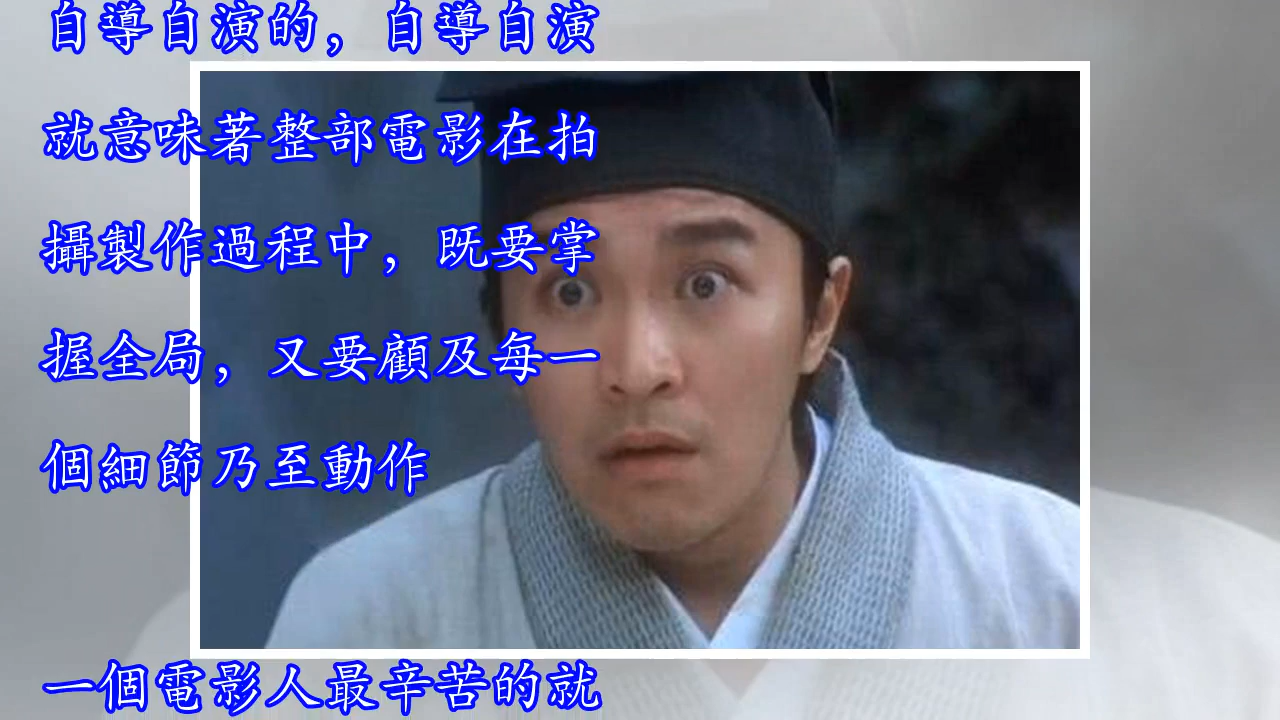 自導自演的，自導自演
就意味著整部電影在拍
攝製作過程中，既要掌
握全局，又要顧及每一
個細節乃至動作
一個電影人最辛苦的就